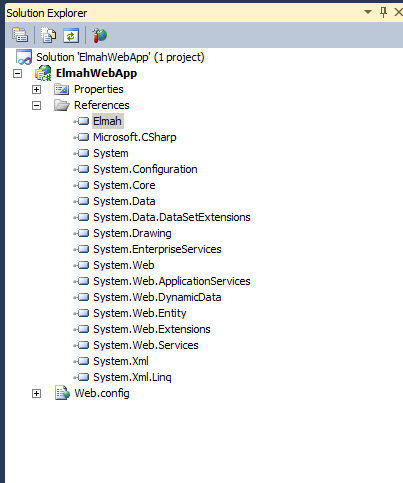 Solution Explorer
Solution 'ElmahWebApp' (1 project)
ElmahWebApp
Properties
References
Elmah
Microsoft.CSharp
System
System.Configuration
System.Core
System.Data
System.Data.DataSetExtensions
System.Drawing
System.EnterpriseServices
System.Web
System.Web.ApplicationServices
System.Web.DynamicData
System.Web.Entity
System.Web.Extensions
System.Web.Services
System.Xml
System.Xml.Linq
Web.config